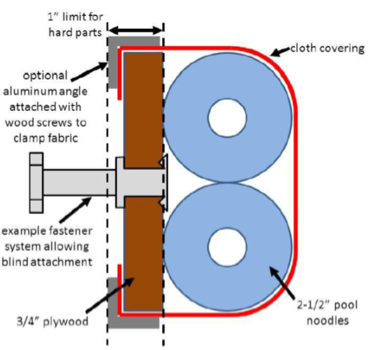 1” limit for
hard parts
cloth covering
optional
aluminum angle
attached with
wood screws to
clamp fabric
example fastener
system allowing
blind attachment
3/4” plywood
2-1/2” pool
noodles